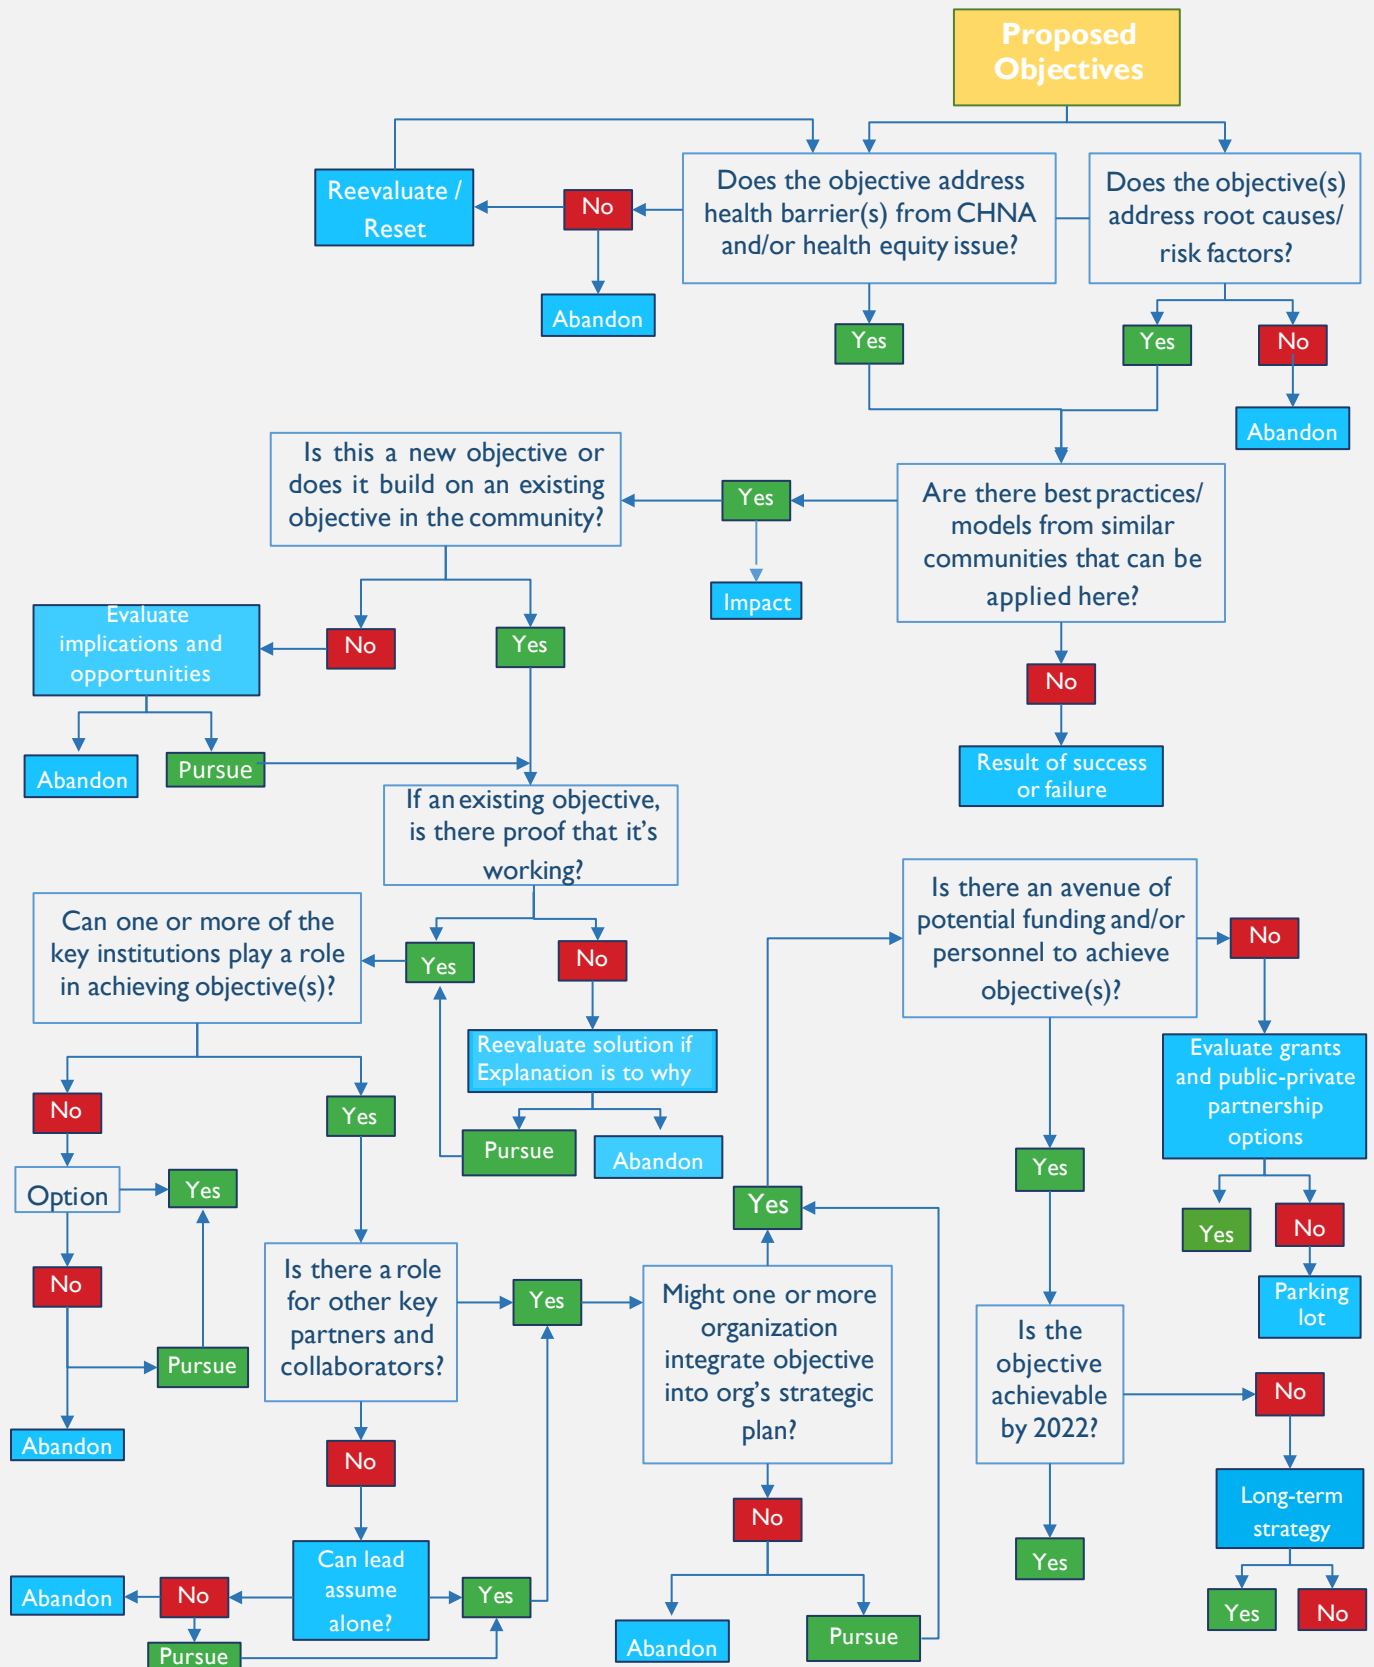 Proposed
Objectives
Reevaluate /
Reset
No
Abandon
Does the objective address
health barrier(s) from CHNA
and/or health equity issue?
Does the objective(s)
address root causes/
risk factors?
Yes
Yes
No
Abandon
Is this a new objective or
does it build on an existing
objective in the community?
Yes
Impact
Are there best practices/
models from similar
communities that can be
applied here?
No
Result of success
or failure
Evaluate
implications and
opportunities
No
Yes
Abandon
Pursue
If an existing objective,
is there proof that it's
working?
Can one or more of the
key institutions play a role
in achieving objective(s)?
Yes
No
Reevaluate solution if
Explanation is to why
Pursue
Abandon
Is there an avenue of
potential funding and/or
personnel to achieve
objective(s)?
No
Evaluate grants
and public-private
partnership
options
Yes
No
Parking
lot
Yes
No
Yes
Option
Yes
No
Pursue
Abandon
Is there a role
for other key
partners and
collaborators?
Yes
Yes
Might one or more
organization
integrate objective
into org's strategic
plan?
Is the
objective
achievable
by 2022?
No
Long-term
strategy
Yes
No
Yes
No
Can lead
assume
alone?
No
Abandon
Pursue
Yes
No
Abandon
Pursue